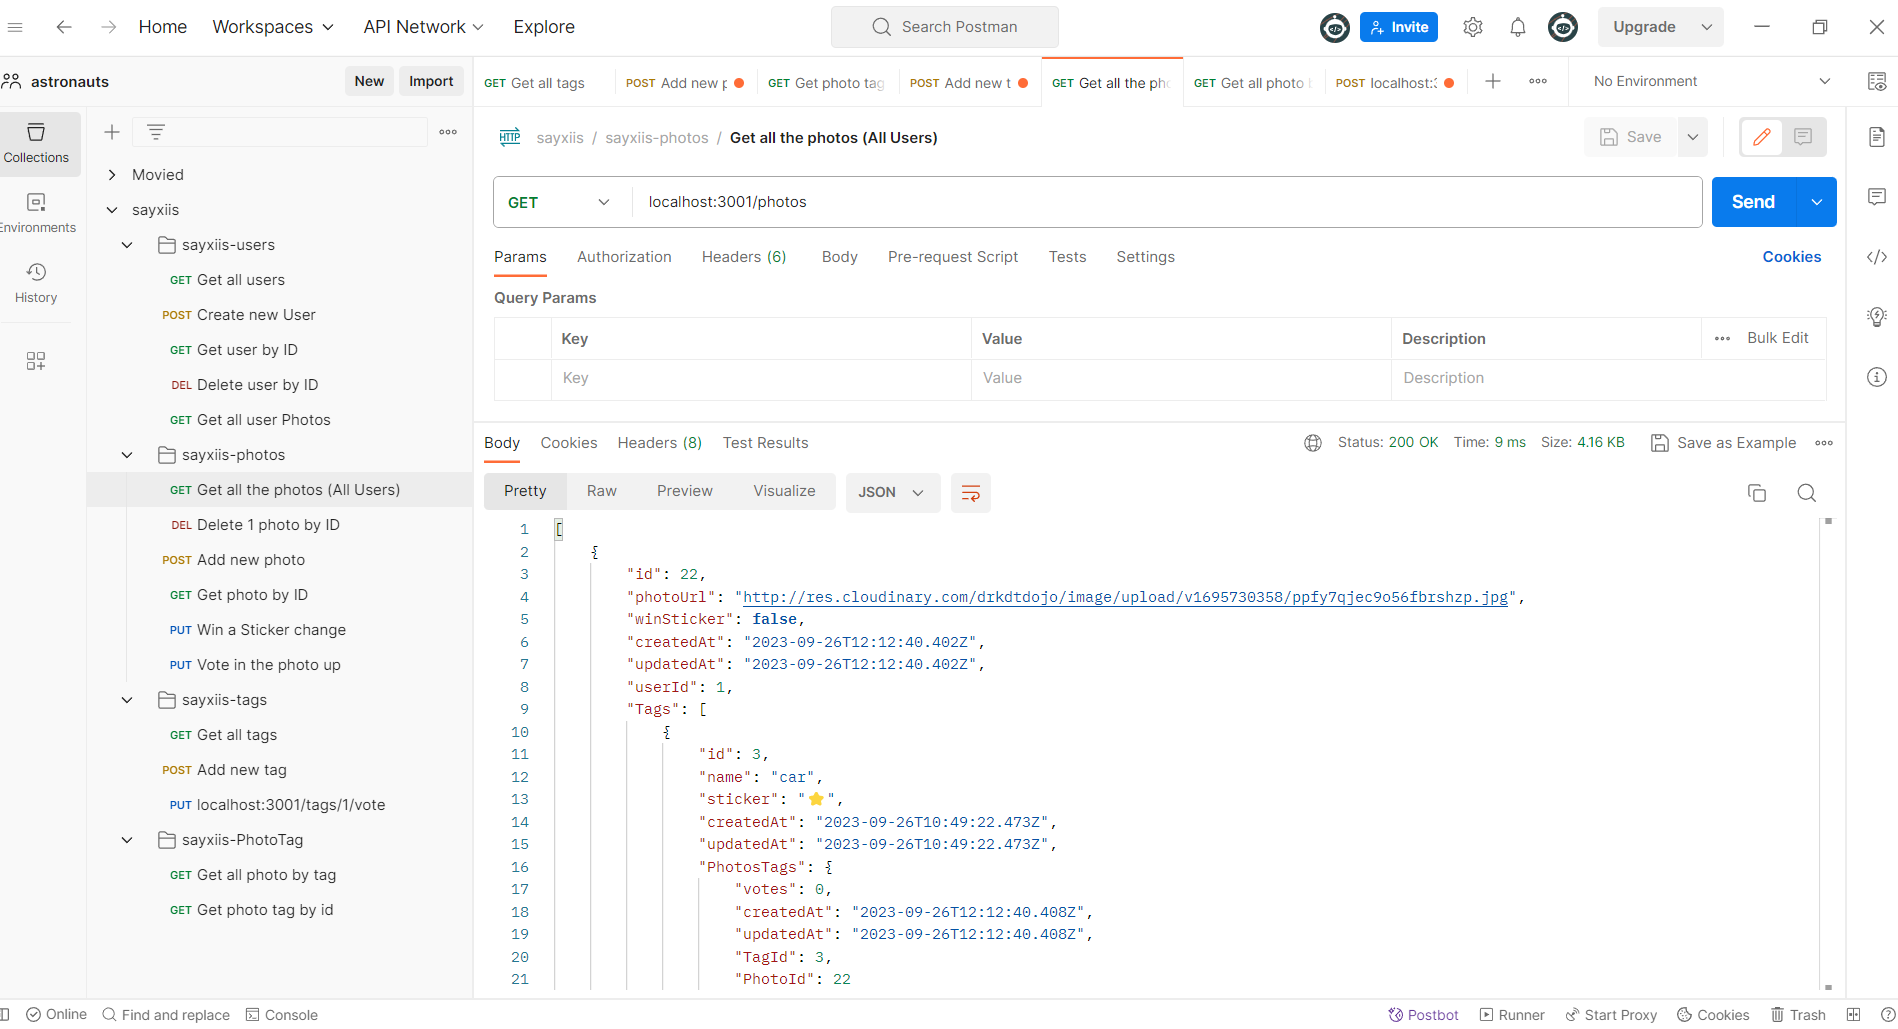 Home Workspaces API Network Explore Search Postman Invite Upgrade
astronauts New Import
GET Get all tags POST Add new p GET Get photo tag POST Add new t GET Get all the pho GET Get all photo POST localhost:3 No Environment
Collections
Environments
History
Movied
sayxiis
sayxiis-users
GET Get all users
POST Create new User
GET Get user by ID
DEL Delete user by ID
GET Get all user Photos
sayxiis-photos
GET Get all the photos (All Users)
DEL Delete 1 photo by ID
POST Add new photo
GET Get photo by ID
PUT Win a Sticker change
PUT Vote in the photo up
sayxiis-tags
GET Get all tags
POST Add new tag
PUT localhost:3001/tags/1/vote
sayxiis-PhotoTag
GET Get all photo by tag
GET Get photo tag by id
HTTP sayxiis / sayxiis-photos / Get all the photos (All Users) Save
GET localhost:3001/photos Send
Params Authorization Headers (6) Body Pre-request Script Tests Settings Cookies
Query Params
Key Value Description Bulk Edit
Key Value Description
Body Cookies Headers (8) Test Results Status: 200 OK Time: 9 ms Size: 4.16 KB Save as Example
Pretty Raw Preview Visualize JSON
1 [
2 {
3 "id": 22,
4 "photoUrl": "http://res.cloudinary.com/drkdtdojo/image/upload/v1695730358/ppfy7qjec9o56fbrshzp.jpg",
5 "winSticker": false,
6 "createdAt": "2023-09-26T12:12:40.402Z",
7 "updatedAt": "2023-09-26T12:12:40.402Z",
8 "userId": 1,
9 "Tags": [
10 {
11 "id": 3,
12 "name": "car",
13 "sticker": "⭐",
14 "createdAt": "2023-09-26T10:49:22.473Z",
15 "updatedAt": "2023-09-26T10:49:22.473Z",
16 "PhotosTags": {
17 "votes": 0,
18 "createdAt": "2023-09-26T12:12:40.408Z",
19 "updatedAt": "2023-09-26T12:12:40.408Z",
20 "TagId": 3,
21 "PhotoId": 22
Online Find and replace Console Postbot Runner Start Proxy Cookies Trash